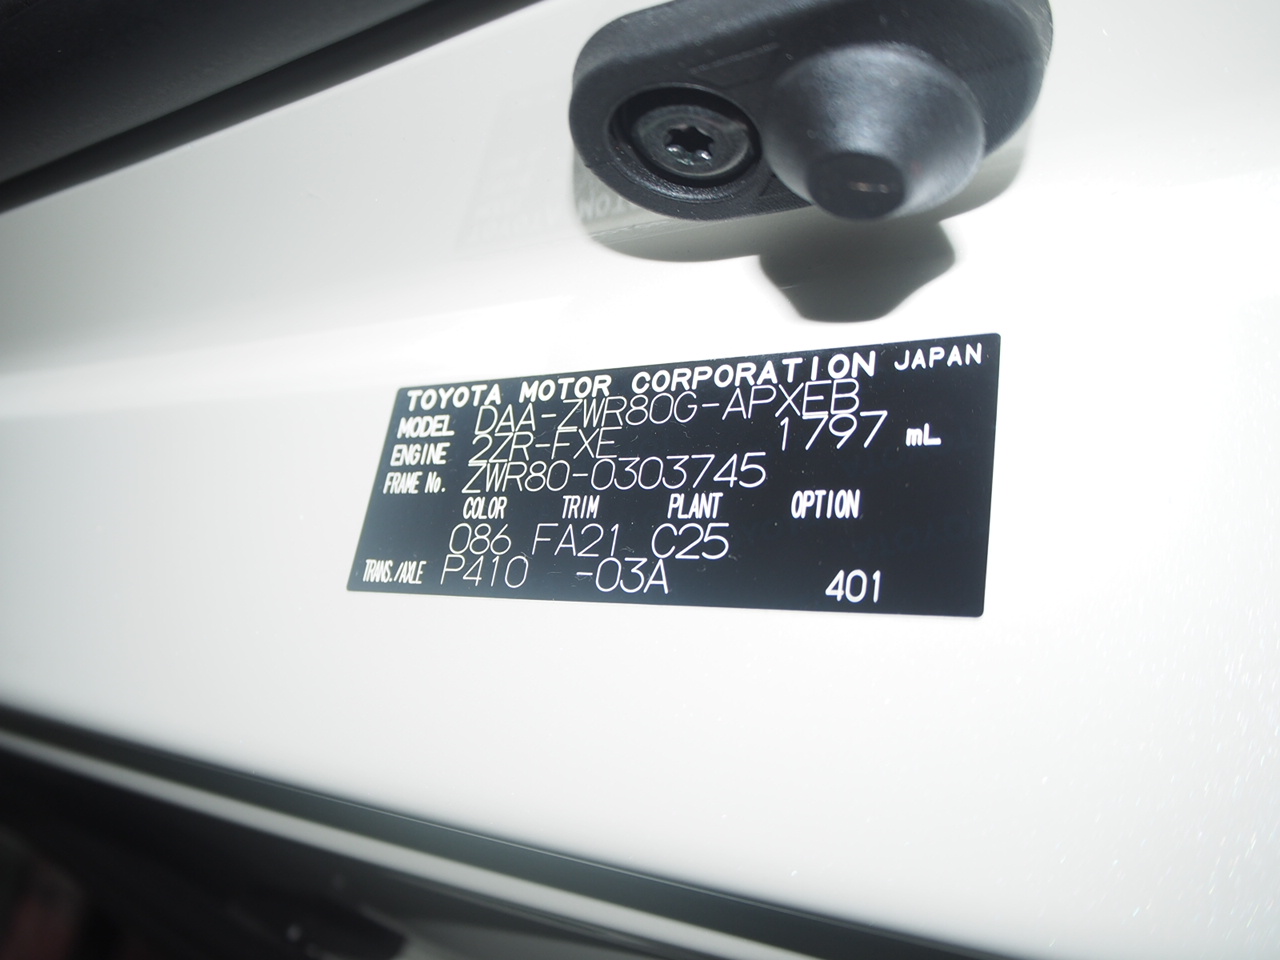 TOYOTA MOTOR CORPORATION JAPAN
MODEL DAA-ZWR80G-APXEB
ENGINE 2ZR-FXE 1797 mL
FRAME No. ZWR80-0303745
COLOR TRIM PLANT OPTION
086 FA21 C25
TRANS./AXLE P410 -03A 401